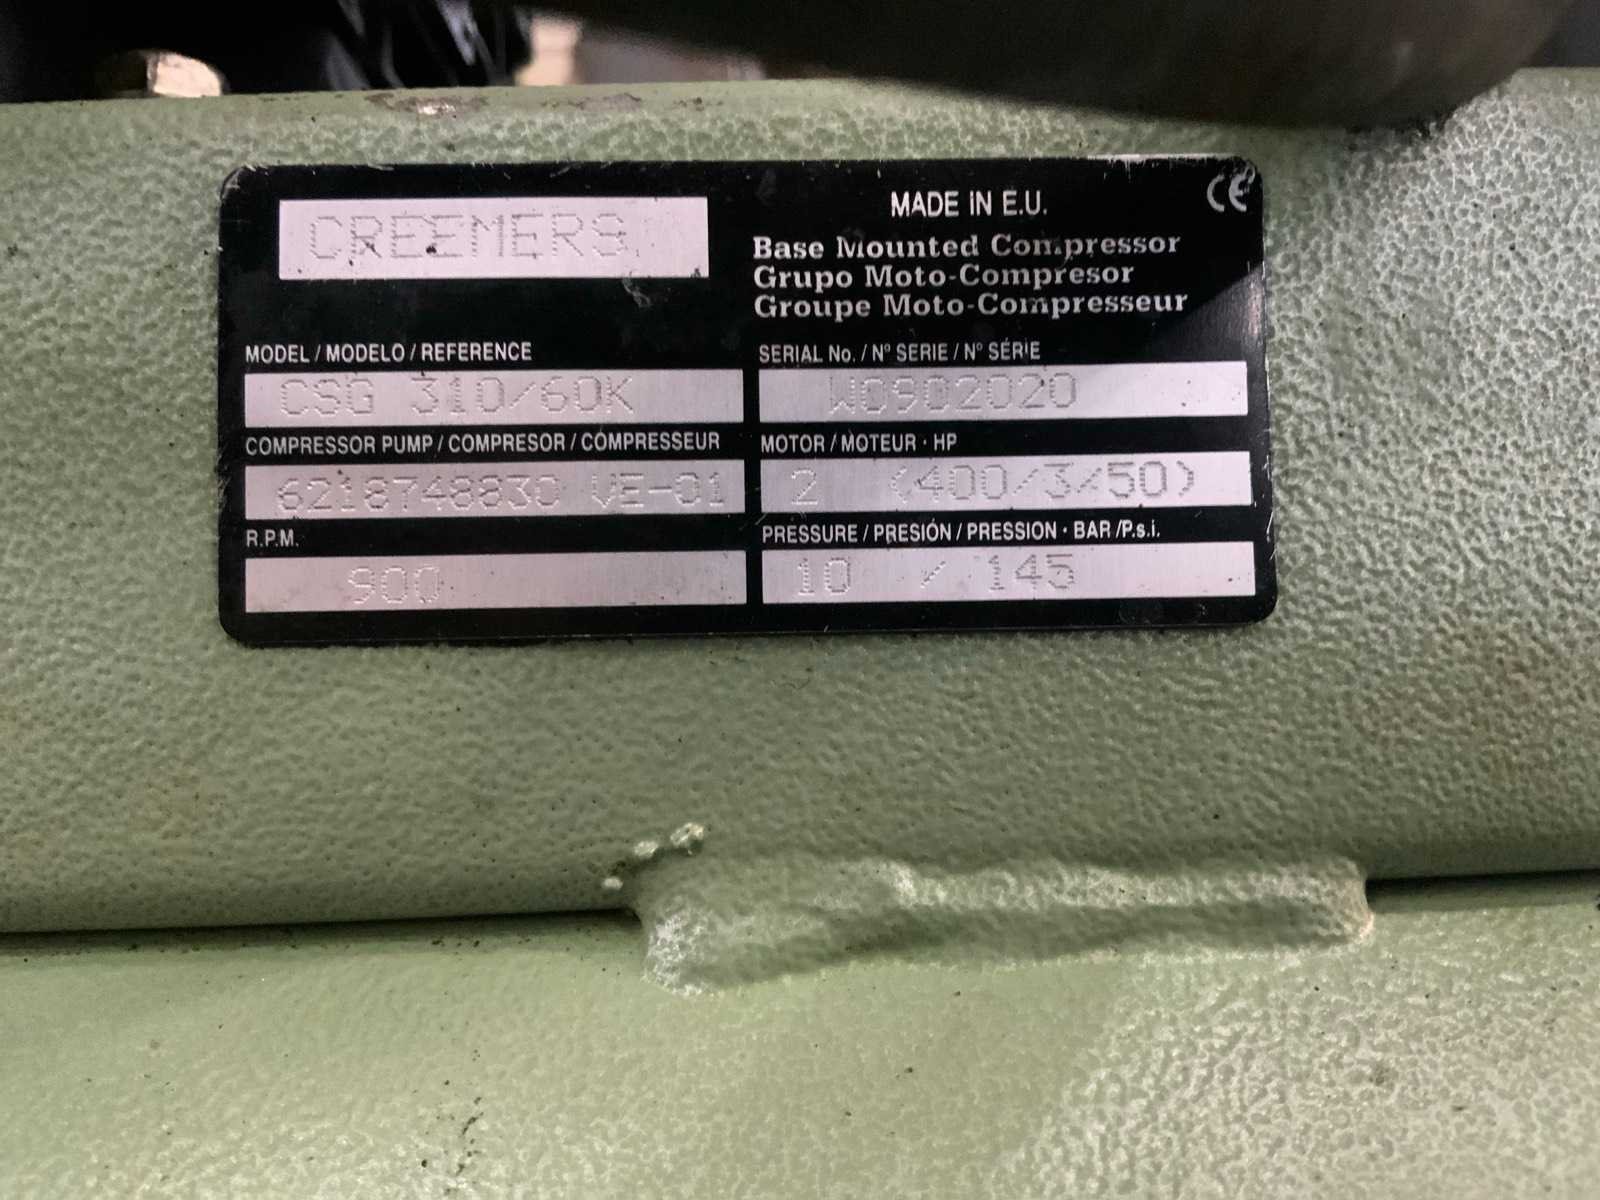 CREEMERS
MADE IN E.U.
CE
Base Mounted Compressor
Grupo Moto-Compresor
Groupe Moto-Compresseur
MODEL / MODELO / REFERENCE
CSG 310/60K
SERIAL No. / Nº SERIE / Nº SÉRIE
W0902020
COMPRESSOR PUMP / COMPRESOR / COMPRESSEUR
6218748830 VE-01
MOTOR / MOTEUR · HP
2 (400/3/50)
R.P.M.
900
PRESSURE / PRESIÓN / PRESSION · BAR /P.s.i.
10 / 145